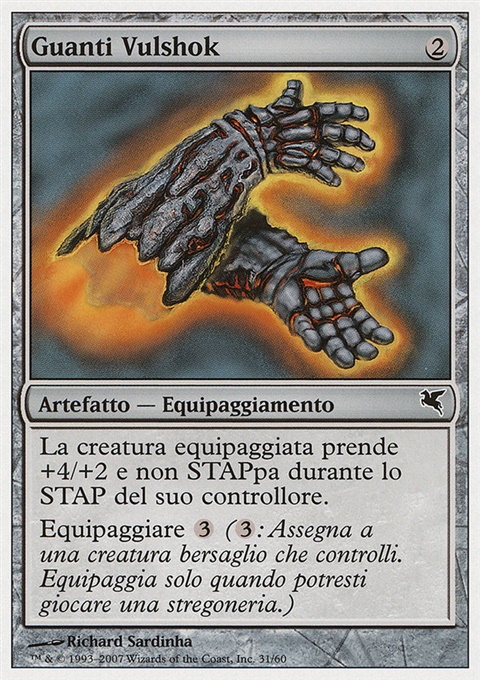 Guanti Vulshok 2
Artefatto — Equipaggiamento
La creatura equipaggiata prende
+4/+2 e non STAPpa durante lo
STAP del suo controllore.
Equipaggiare 3 (3: Assegna a
una creatura bersaglio che controlli.
Equipaggia solo quando potresti
giocare una stregoneria.)
Richard Sardinha
™ & © 1993–2007 Wizards of the Coast, Inc. 31/60